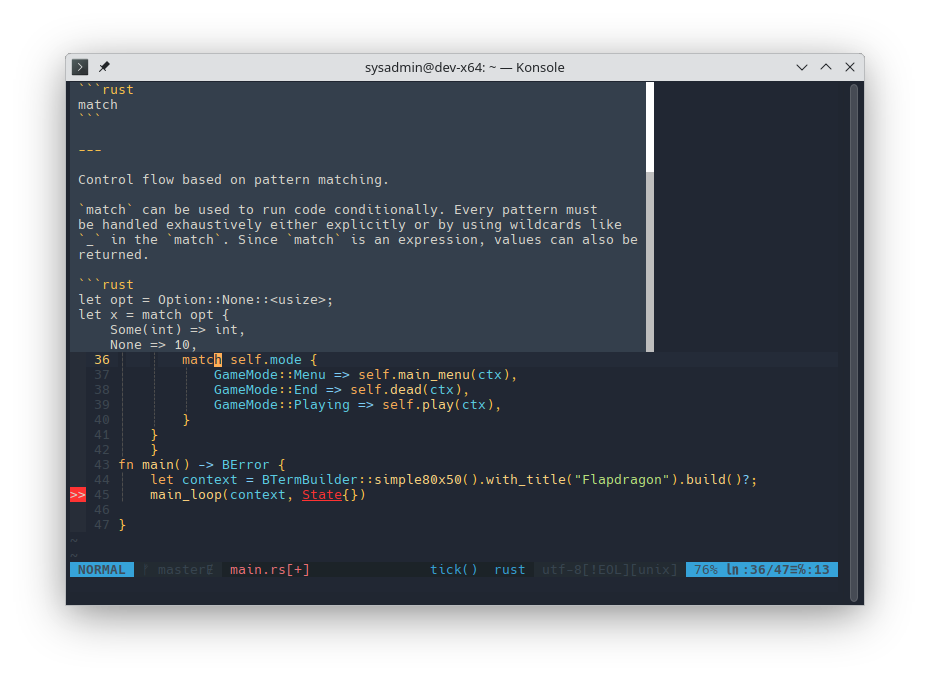 sysadmin@dev-x64: ~ — Konsole
```rust
match
```
---
Control flow based on pattern matching.
`match` can be used to run code conditionally. Every pattern must
be handled exhaustively either explicitly or by using wildcards like
`_` in the `match`. Since `match` is an expression, values can also be
returned.
```rust
let opt = Option::None::<usize>;
let x = match opt {
    Some(int) => int,
    None => 10,
36 match self.mode {
37 GameMode::Menu => self.main_menu(ctx),
38 GameMode::End => self.dead(ctx),
39 GameMode::Playing => self.play(ctx),
40 }
41 }
42 }
43 fn main() -> BError {
44 let context = BTermBuilder::simple80x50().with_title("Flapdragon").build()?;
>> 45 main_loop(context, State{})
46
47 }
~
~
NORMAL master main.rs[+] tick() rust utf-8[!EOL][unix] 76% ln :36/47≡%:13